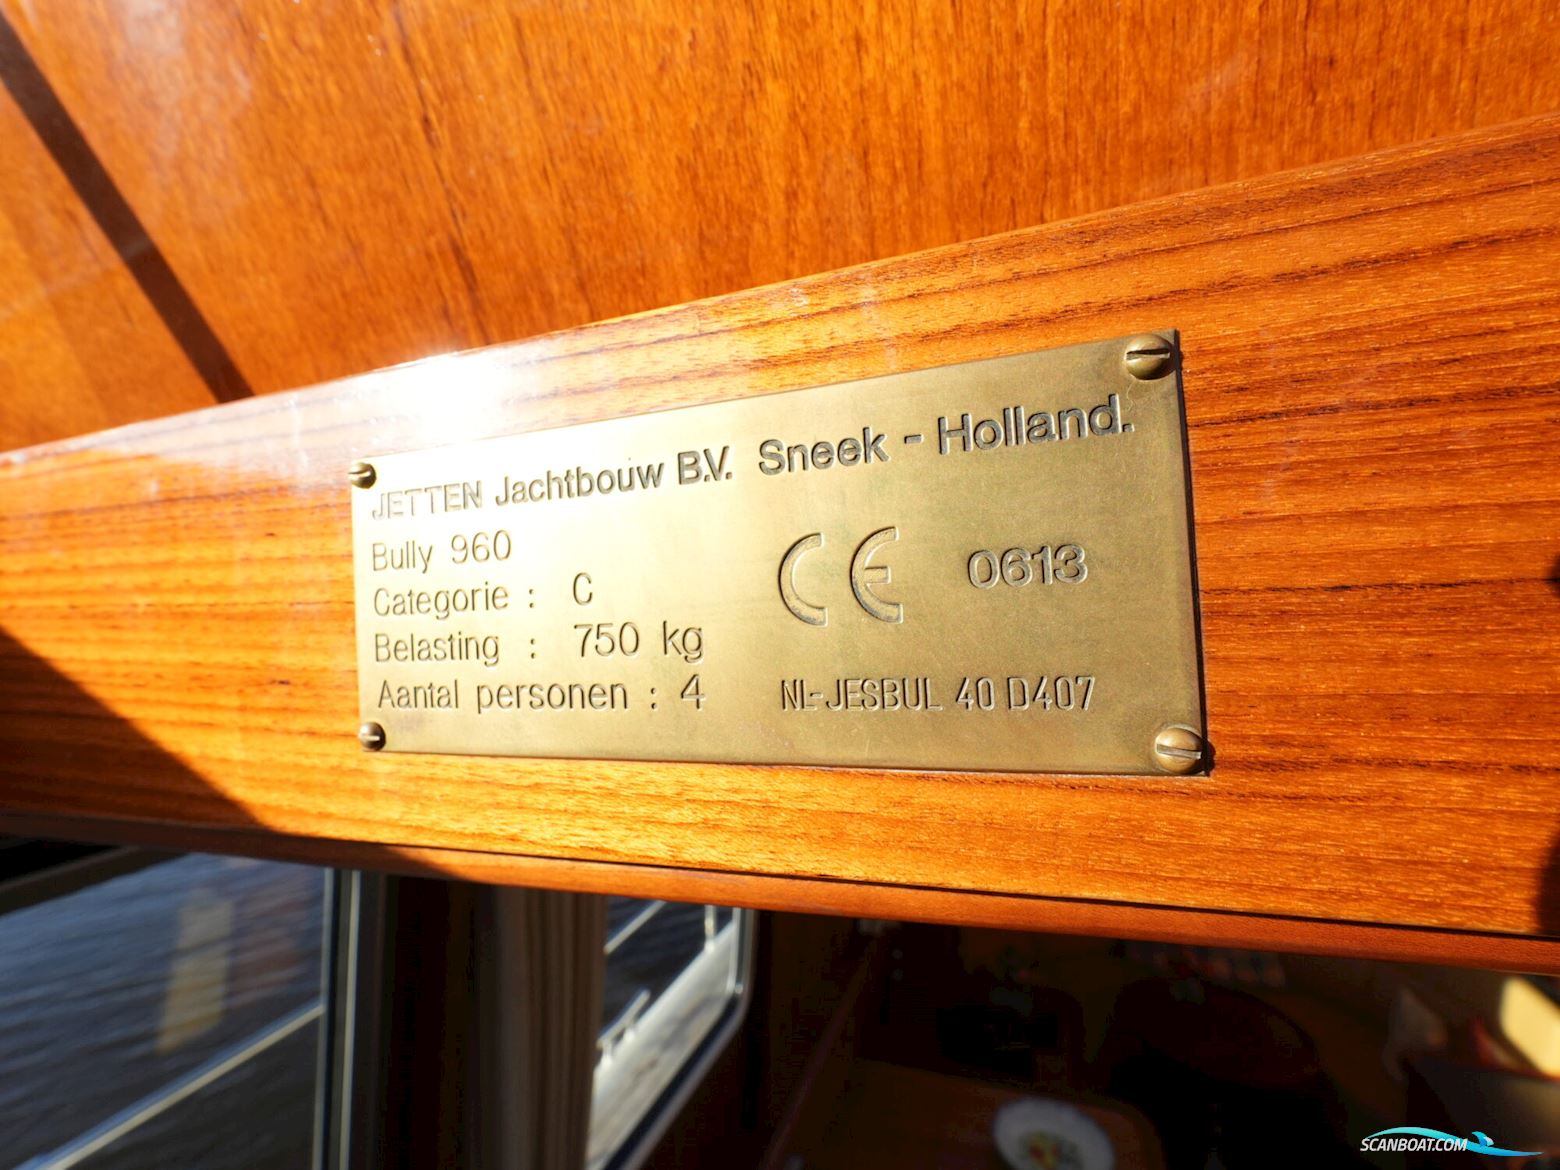 JETTEN Jachtbouw B.V. Sneek - Holland.
Bully 960
Categorie : C
Belasting : 750 kg
Aantal personen : 4
CE 0613
NL-JESBUL 40 D407
SCANBOAT.COM